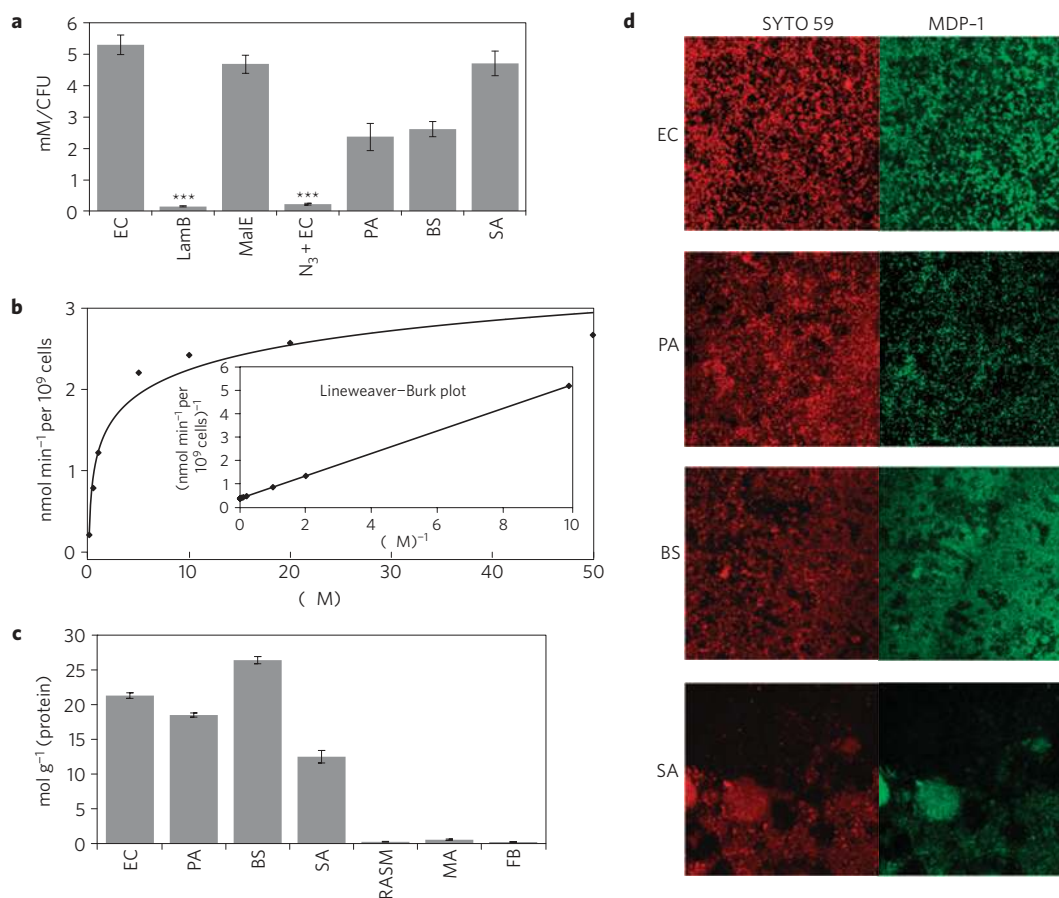 a
6
5
4
3
2
1
0
mM/CFU
***
***
EC
LamB
MalE
N₃ + EC
PA
BS
SA
b
3
2
1
0
nmol min⁻¹ per 10⁹ cells
0
10
20
30
40
50
( M)
Lineweaver–Burk plot
6
5
4
3
2
1
0
(nmol min⁻¹ per
10⁹ cells)⁻¹
0
2
4
6
8
10
( M)⁻¹
c
30
25
20
15
10
5
0
mol g⁻¹ (protein)
EC
PA
BS
SA
RASM
MA
FB
d
SYTO 59 MDP-1
EC
PA
BS
SA